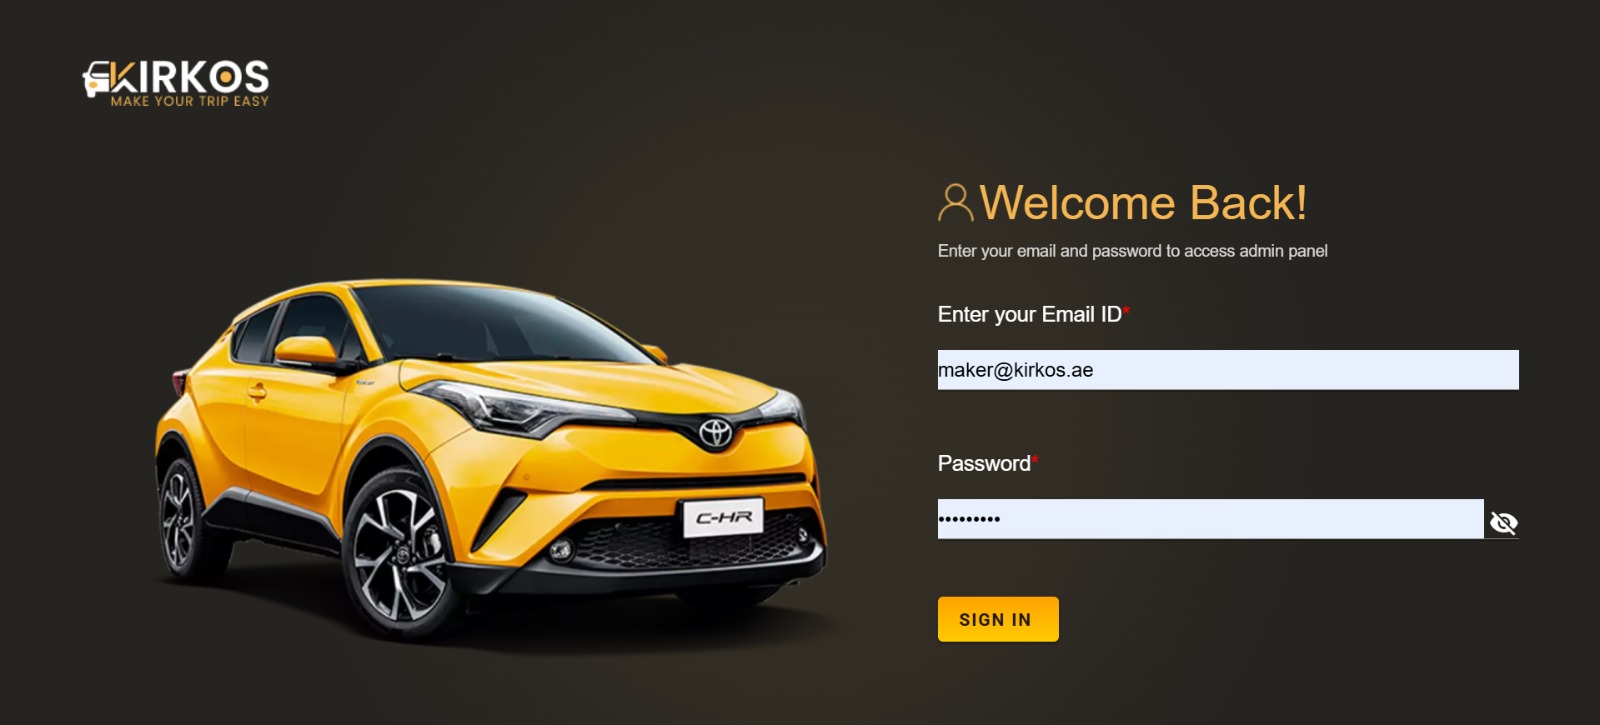 KIRKOS
MAKE YOUR TRIP EASY
Welcome Back!
Enter your email and password to access admin panel
Enter your Email ID*
maker@kirkos.ae
Password*
•••••••••
SIGN IN
C-HR